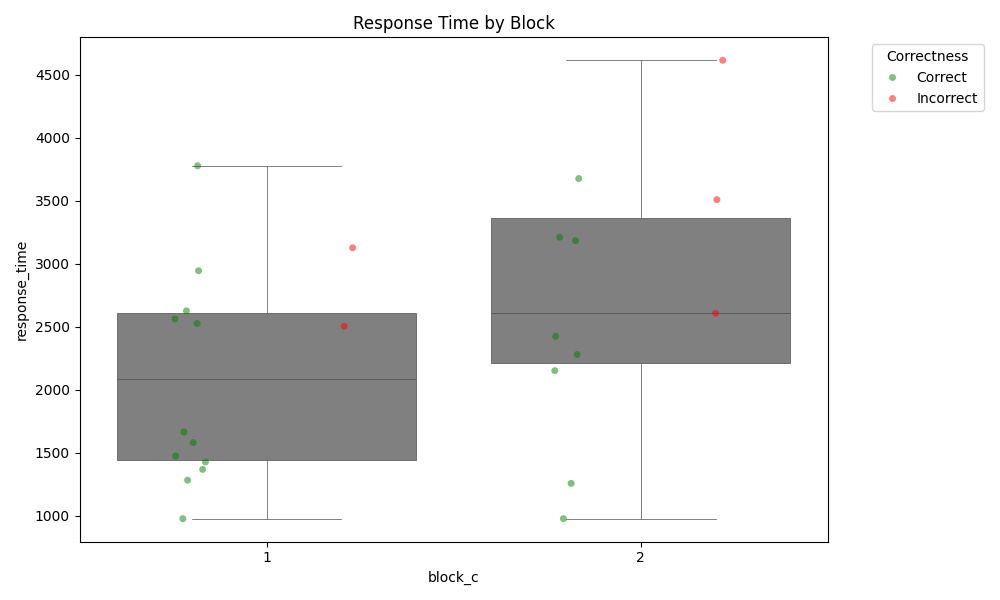 Response Time by Block
Correctness
Correct
Incorrect
response_time
4500
4000
3500
3000
2500
2000
1500
1000
1
2
block_c